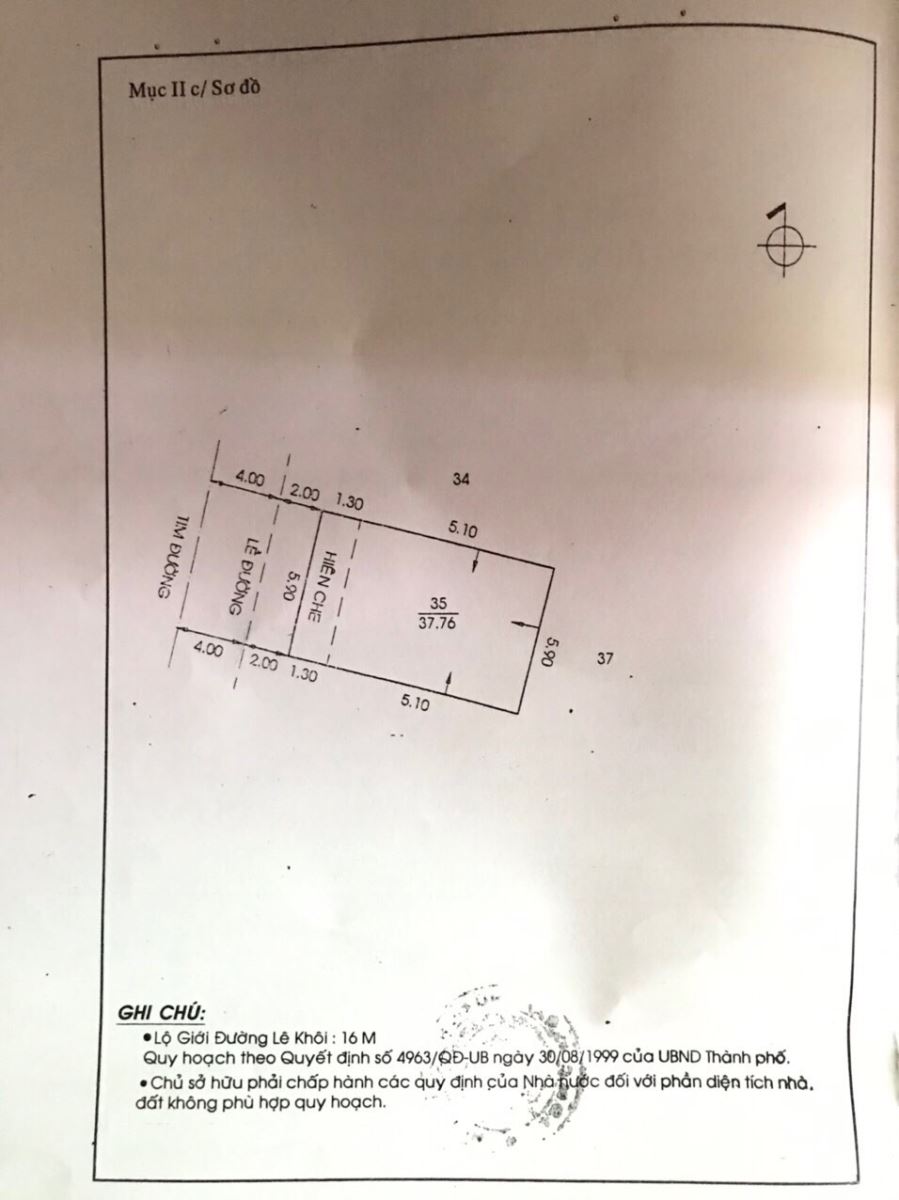 Mục II c/ Sơ đồ
34
4.00
2.00
1.30
5.10
TIM ĐƯỜNG
LỀ ĐƯỜNG
5.90
HIÊN CHE
35
37.76
5.90
37
4.00
2.00
1.30
5.10
GHI CHÚ:
•Lộ Giới Đường Lê Khôi : 16 M
Quy hoạch theo Quyết định số 4963/QĐ-UB ngày 30/08/1999 của UBND Thành phố.
•Chủ sở hữu phải chấp hành các quy định của Nhà nước đối với phần diện tích nhà,
đất không phù hợp quy hoạch.